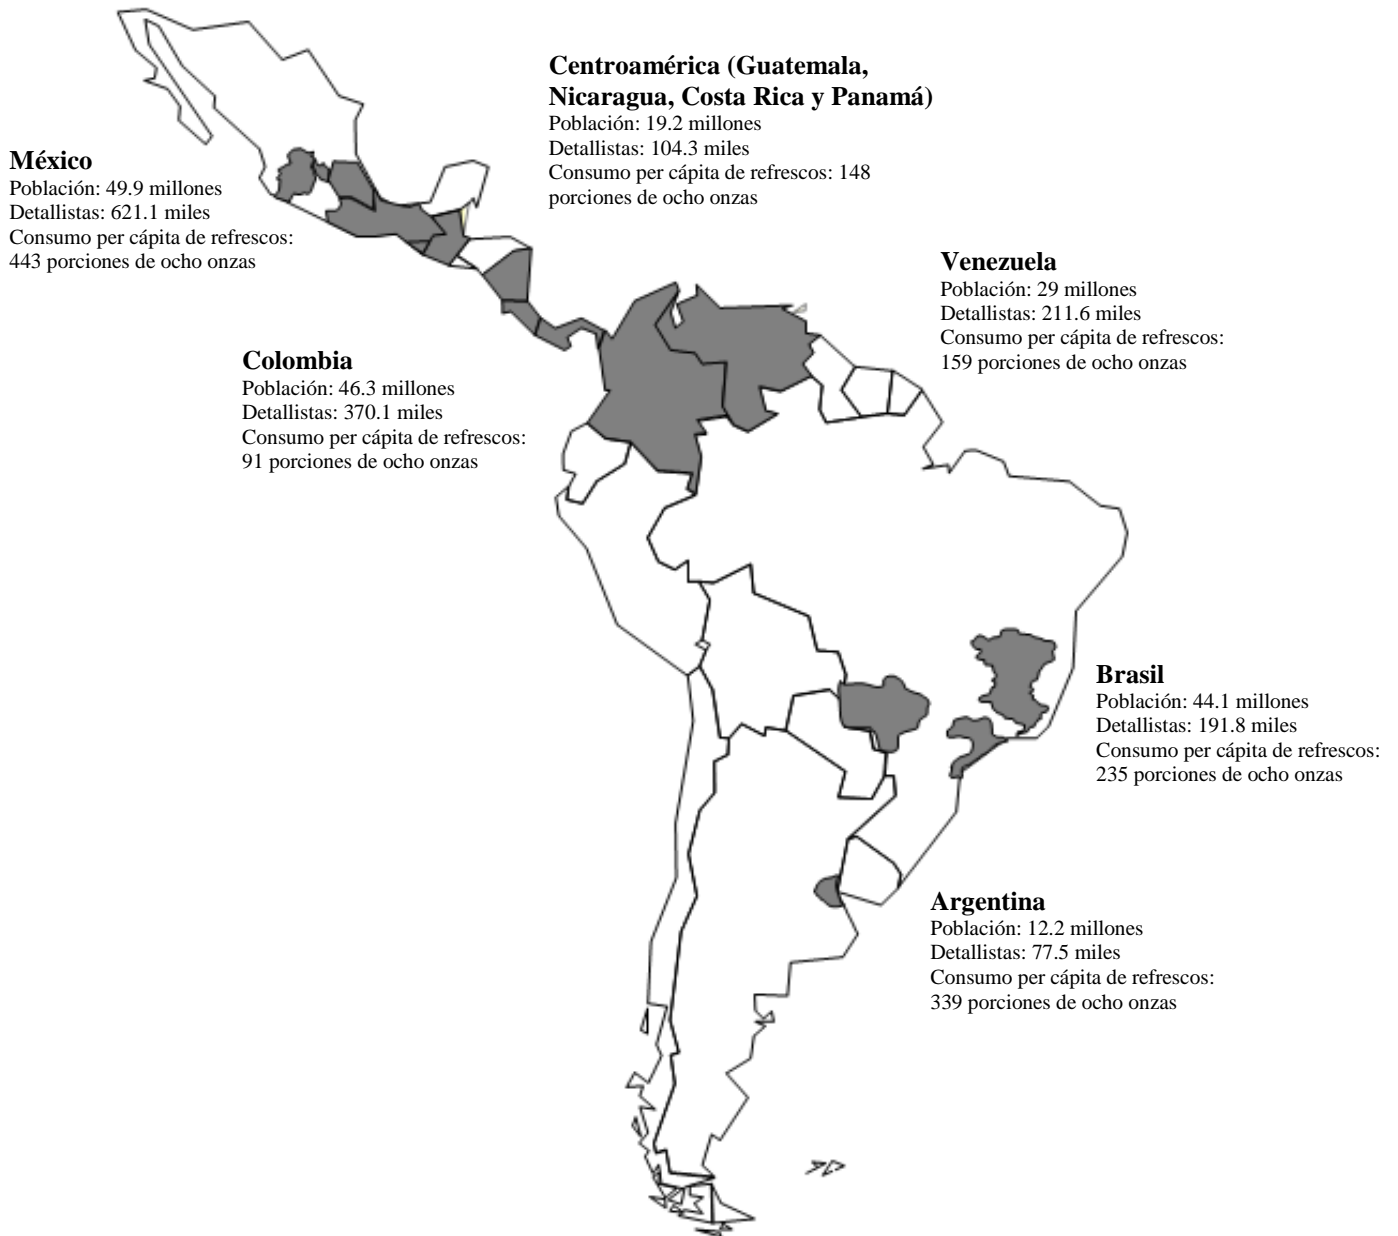 Centroamérica (Guatemala,
Nicaragua, Costa Rica y Panamá)
Población: 19.2 millones
Detallistas: 104.3 miles
Consumo per cápita de refrescos: 148
porciones de ocho onzas
México
Población: 49.9 millones
Detallistas: 621.1 miles
Consumo per cápita de refrescos:
443 porciones de ocho onzas
Venezuela
Población: 29 millones
Detallistas: 211.6 miles
Consumo per cápita de refrescos:
159 porciones de ocho onzas
Colombia
Población: 46.3 millones
Detallistas: 370.1 miles
Consumo per cápita de refrescos:
91 porciones de ocho onzas
Brasil
Población: 44.1 millones
Detallistas: 191.8 miles
Consumo per cápita de refrescos:
235 porciones de ocho onzas
Argentina
Población: 12.2 millones
Detallistas: 77.5 miles
Consumo per cápita de refrescos:
339 porciones de ocho onzas